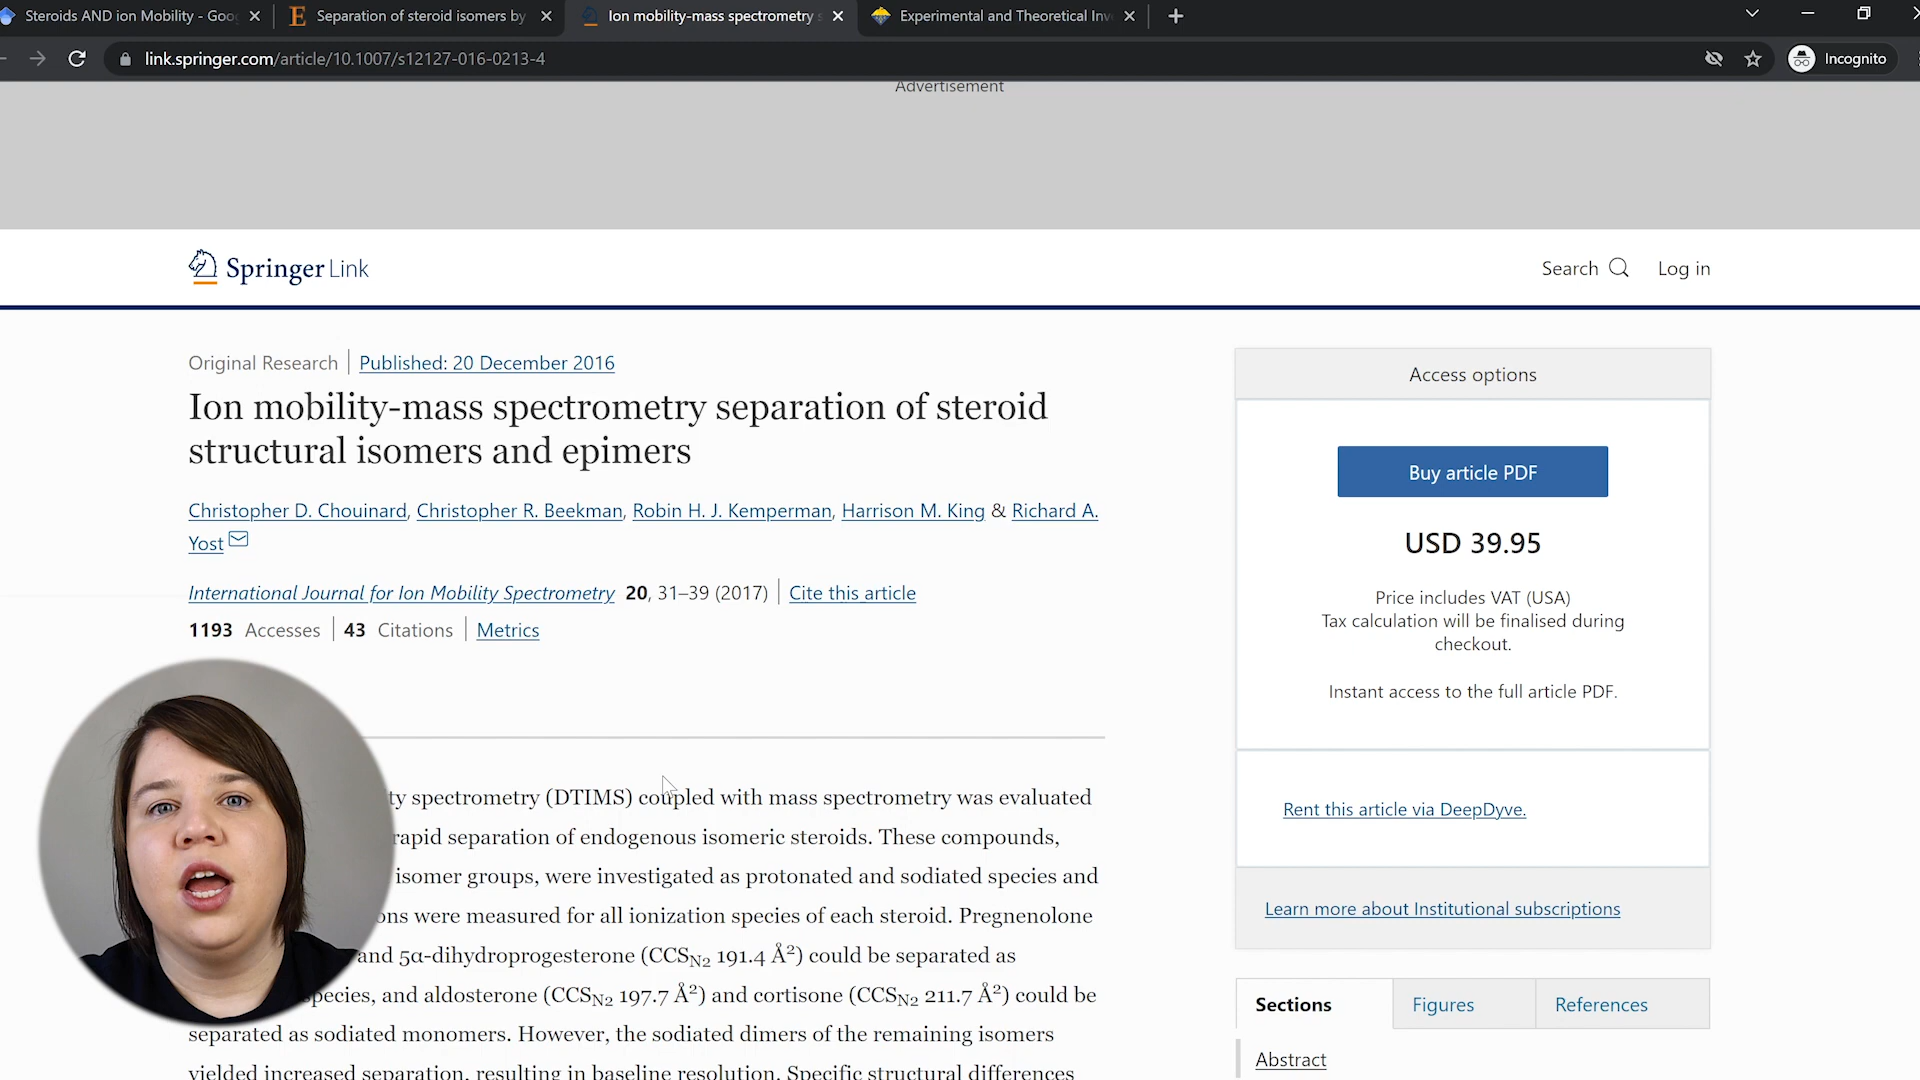 Steroids AND ion Mobility - Goo
Separation of steroid isomers by
Ion mobility-mass spectrometry s
Experimental and Theoretical Inv
link.springer.com/article/10.1007/s12127-016-0213-4
Incognito
Advertisement
Springer Link
Search
Log in
Original Research
Published: 20 December 2016
Ion mobility-mass spectrometry separation of steroid
structural isomers and epimers
Christopher D. Chouinard, Christopher R. Beekman, Robin H. J. Kemperman, Harrison M. King & Richard A.
Yost
International Journal for Ion Mobility Spectrometry 20, 31–39 (2017) Cite this article
1193 Accesses 43 Citations Metrics
ty spectrometry (DTIMS) coupled with mass spectrometry was evaluated
rapid separation of endogenous isomeric steroids. These compounds,
isomer groups, were investigated as protonated and sodiated species and
ons were measured for all ionization species of each steroid. Pregnenolone
and 5α-dihydroprogesterone (CCSN2 191.4 Å²) could be separated as
species, and aldosterone (CCSN2 197.7 Å²) and cortisone (CCSN2 211.7 Å²) could be
separated as sodiated monomers. However, the sodiated dimers of the remaining isomers
yielded increased separation, resulting in baseline resolution. Specific structural differences
Access options
Buy article PDF
USD 39.95
Price includes VAT (USA)
Tax calculation will be finalised during
checkout.
Instant access to the full article PDF.
Rent this article via DeepDyve.
Learn more about Institutional subscriptions
Sections
Figures
References
Abstract